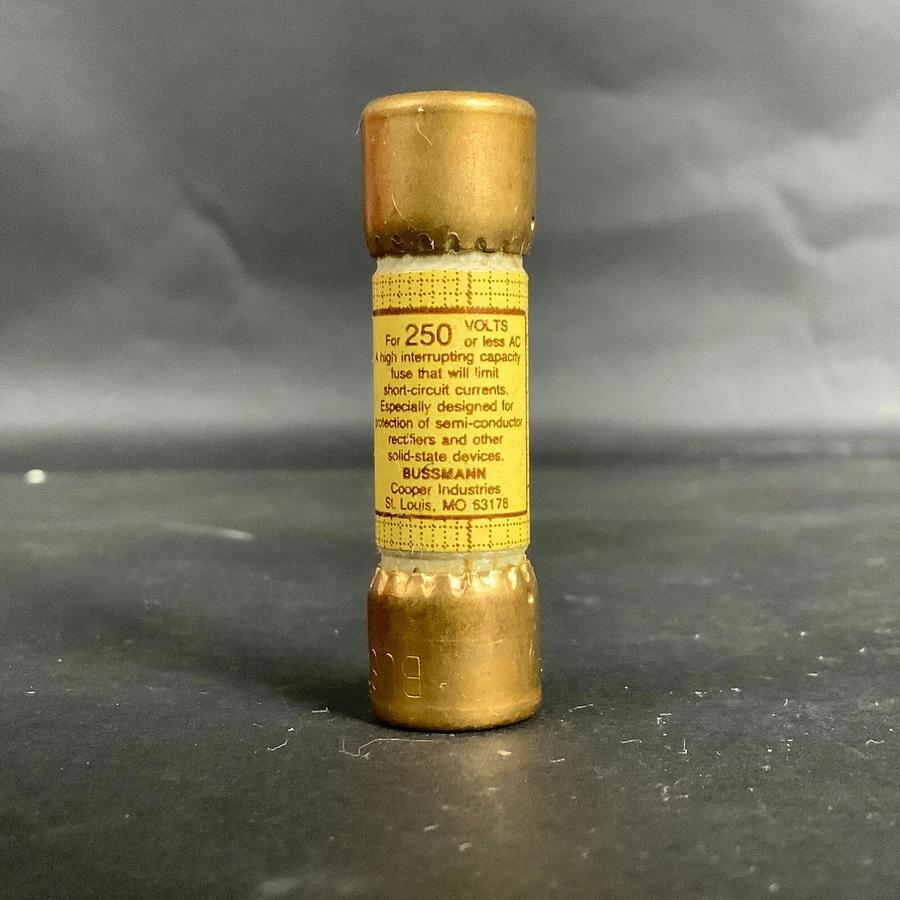 For 250 VOLTS or less AC
A high interrupting capacity
fuse that will limit
short-circuit currents.
Especially designed for
protection of semi-conductor
rectifiers and other
solid-state devices.
BUSSMANN
Cooper Industries
St. Louis, MO 63178